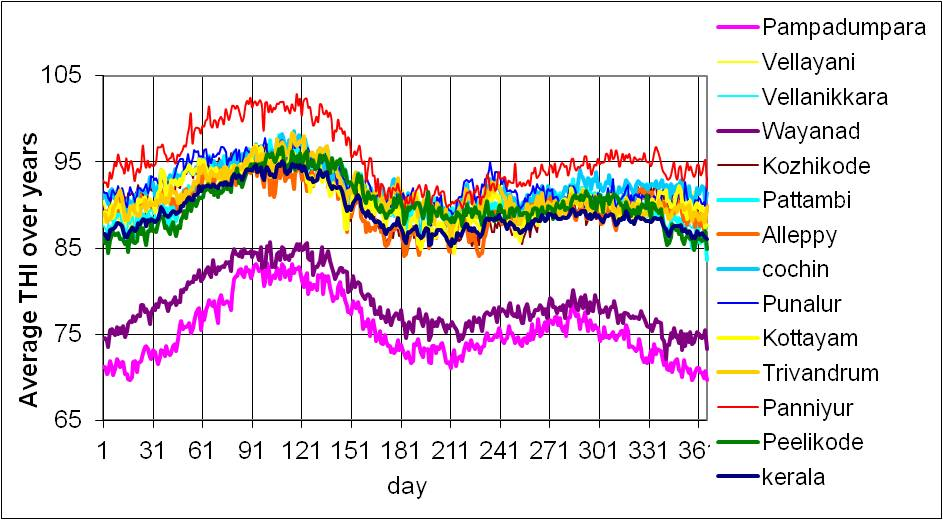 Pampadumpara
Vellayani
Vellanikkara
Wayanad
Kozhikode
Pattambi
Alleppy
cochin
Punalur
Kottayam
Trivandrum
Panniyur
Peelikode
kerala
Average THI over years
105
95
85
75
65
1 31 61 91 121 151 181 211 241 271 301 331 361
day